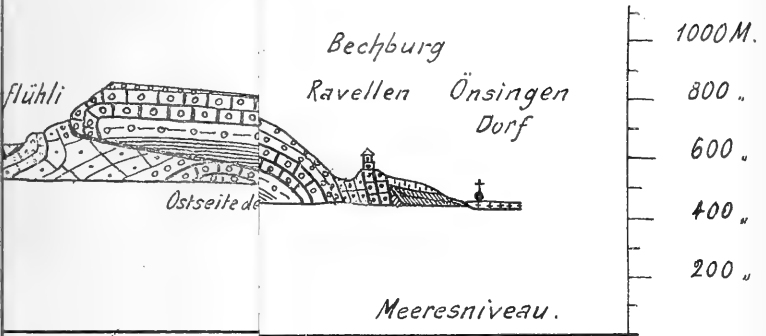 1000 M.
Bechburg
flühli
Ravellen
Önsingen
Dorf
800 "
600 "
Ostseite de
400 "
200 "
Meeresniveau.